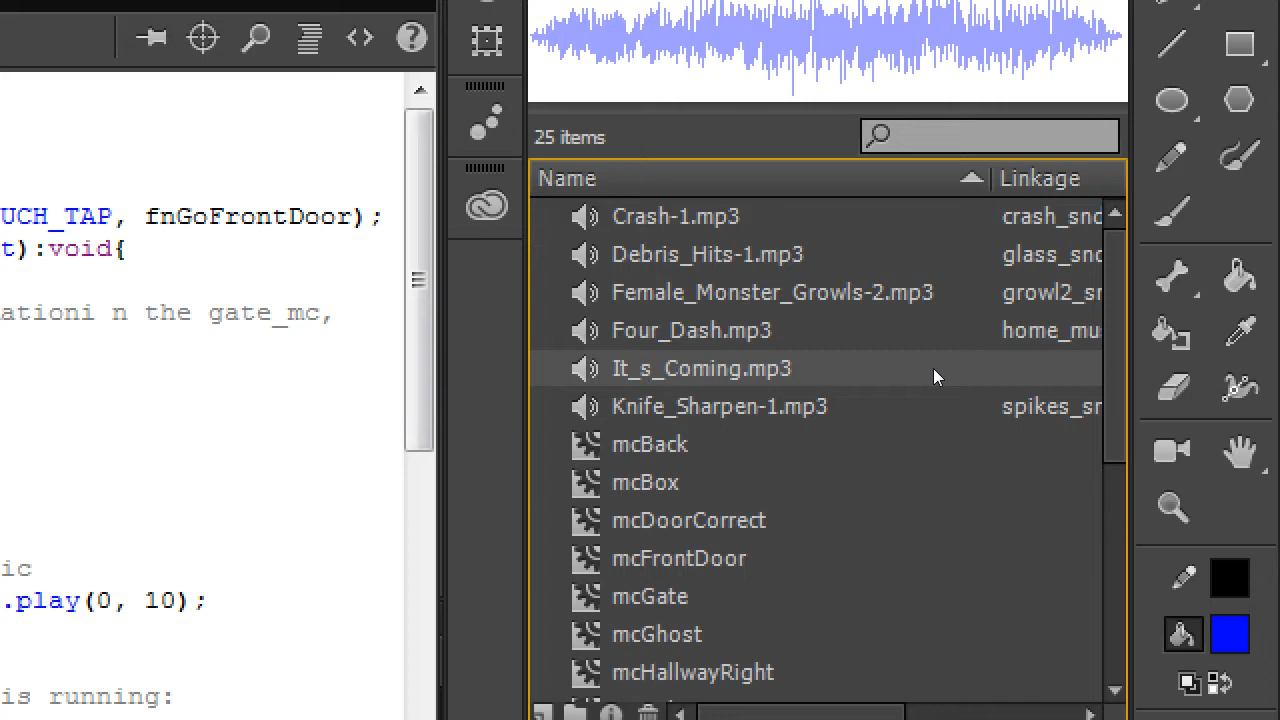 UCH_TAP, fnGoFrontDoor);
t):void{
ationi n the gate_mc,
ic
.play(0, 10);
is running:
25 items
Name Linkage
Crash-1.mp3 crash_snd
Debris_Hits-1.mp3 glass_snd
Female_Monster_Growls-2.mp3 growl2_sn
Four_Dash.mp3 home_mu
It_s_Coming.mp3
Knife_Sharpen-1.mp3 spikes_sn
mcBack
mcBox
mcDoorCorrect
mcFrontDoor
mcGate
mcGhost
mcHallwayRight